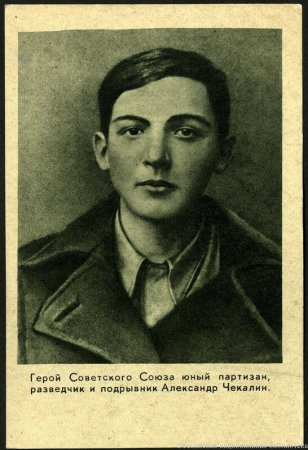 Герой Советского Союза юный партизан,
разведчик и подрывник Александр Чекалин.